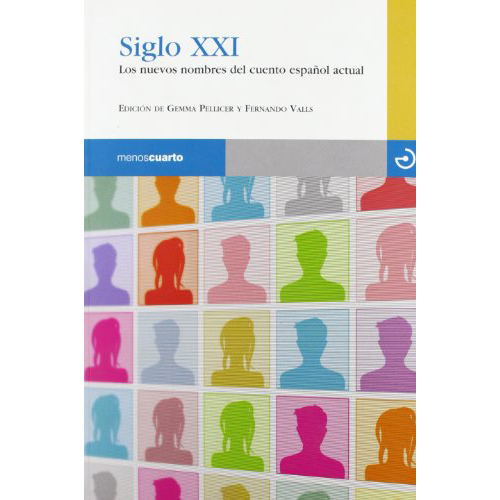 Siglo XXI
Los nuevos nombres del cuento español actual
Edición de Gemma Pellicer y Fernando Valls
menoscuarto